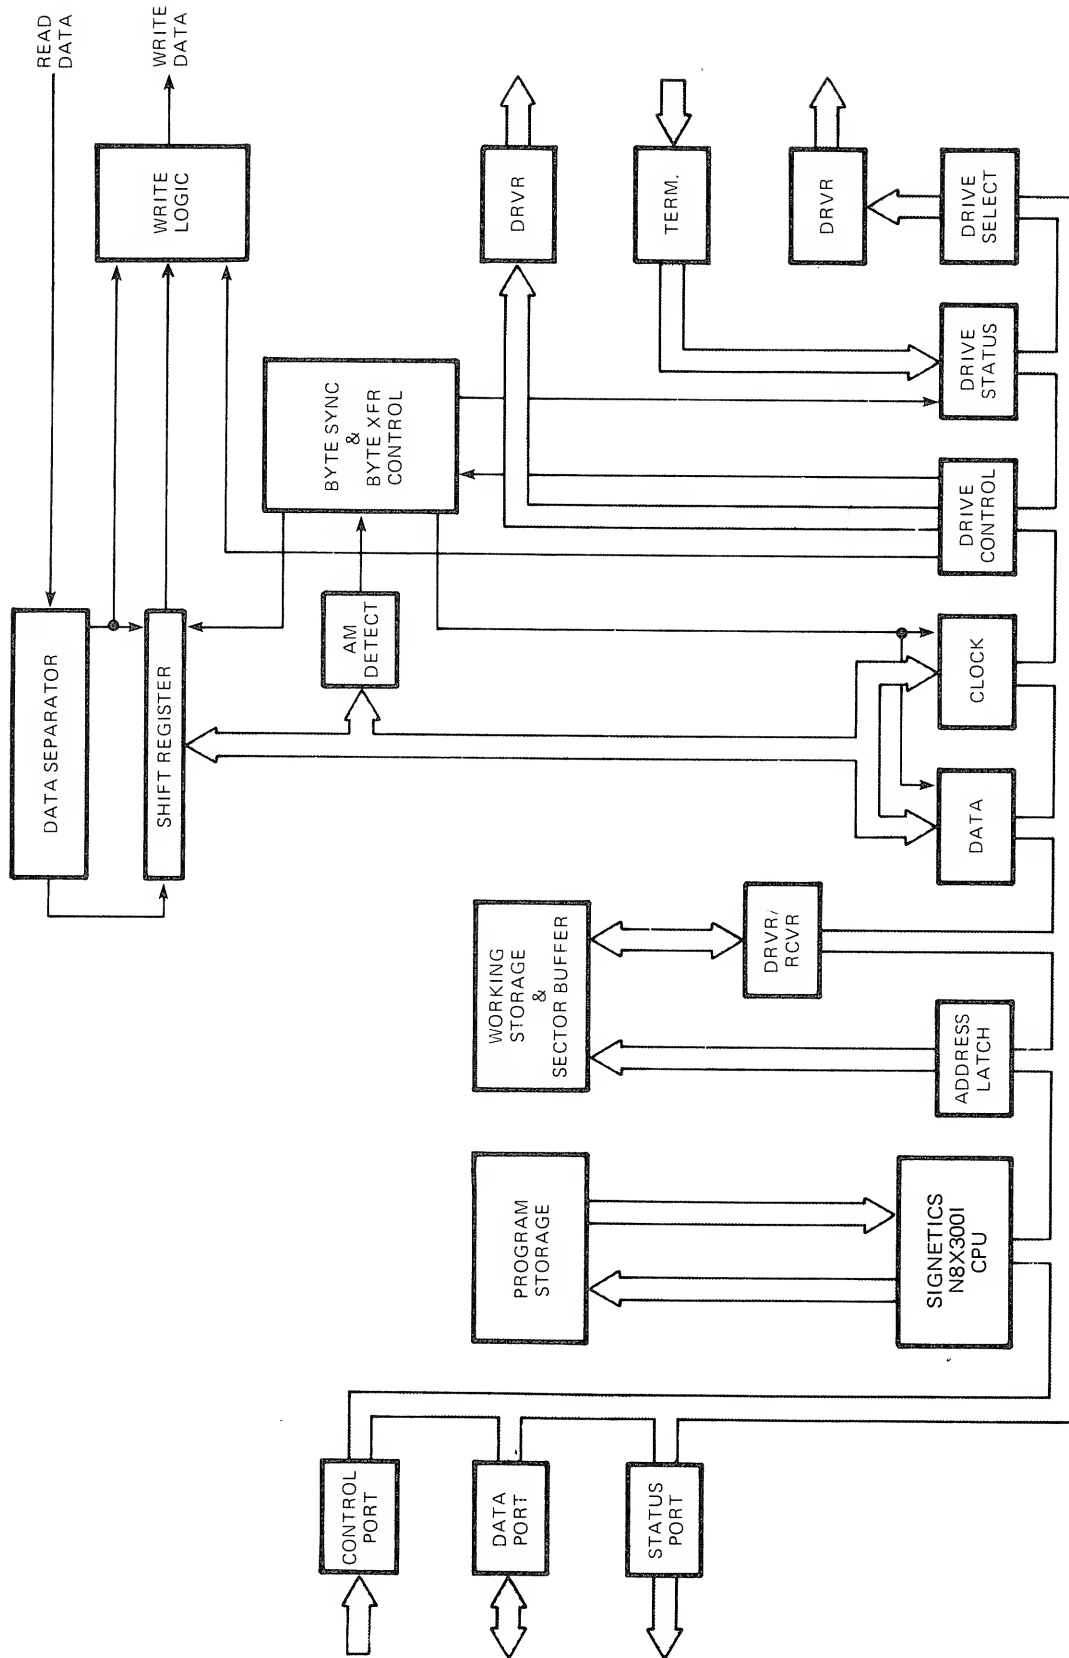 READ
DATA
WRITE
DATA
DATA SEPARATOR
SHIFT REGISTER
WRITE
LOGIC
AM
DETECT
BYTE SYNC
&
BYTE XFR
CONTROL
DRVR
TERM.
DRVR
CONTROL
PORT
DATA
PORT
STATUS
PORT
PROGRAM
STORAGE
WORKING
STORAGE
&
SECTOR BUFFER
DRVR/
RCVR
SIGNETICS
N8X300I
CPU
ADDRESS
LATCH
DATA
CLOCK
DRIVE
CONTROL
DRIVE
STATUS
DRIVE
SELECT